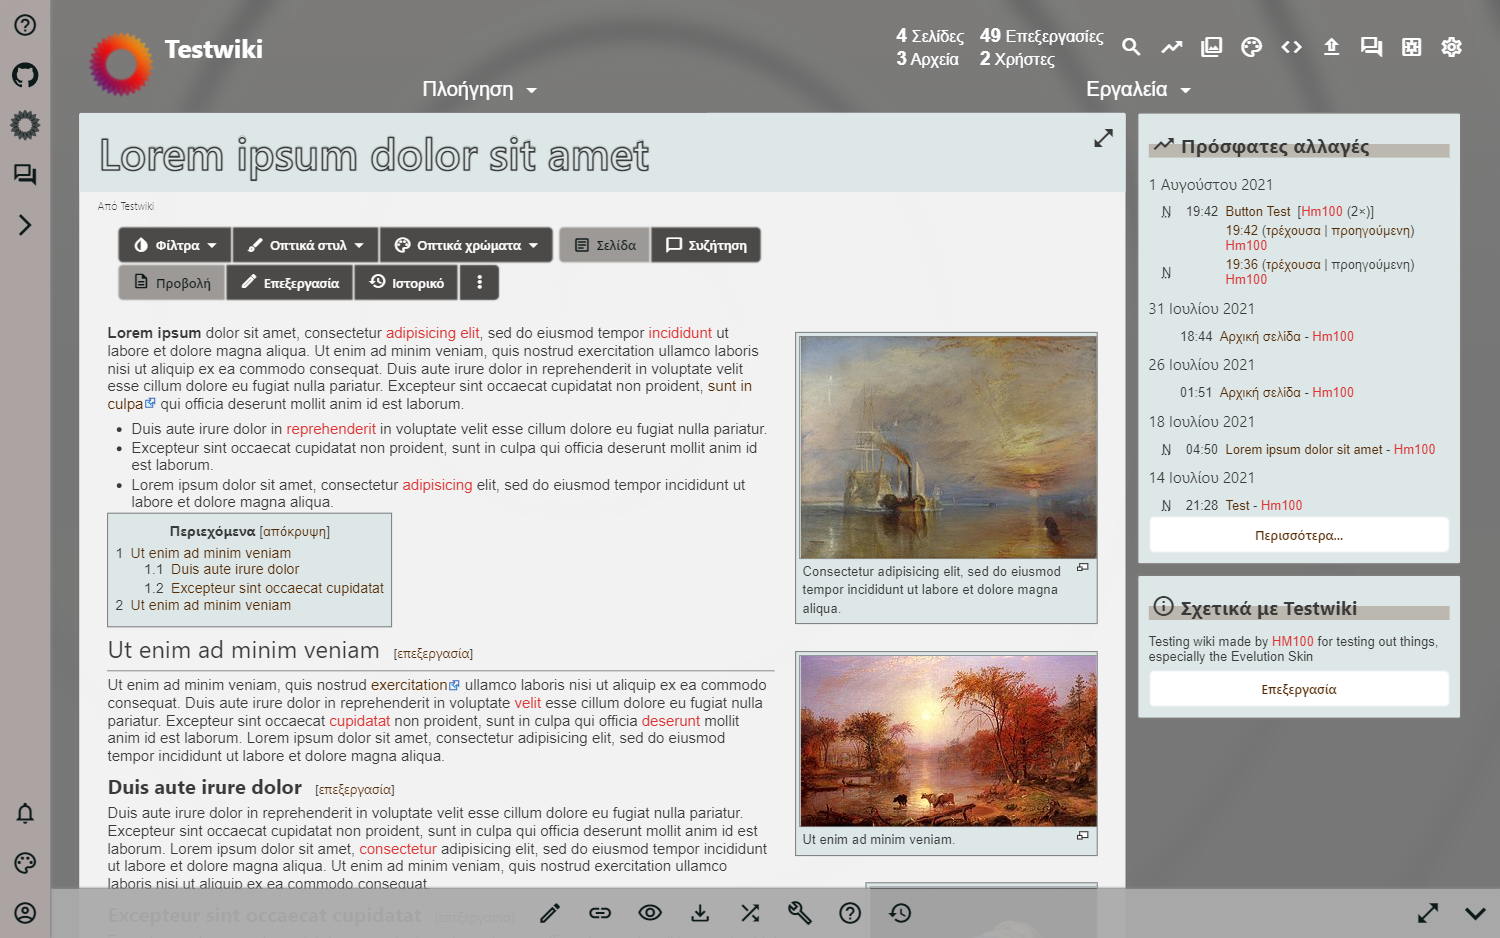 Testwiki
4 Σελίδες 49 Επεξεργασίες
3 Αρχεία 2 Χρήστες
Πλοήγηση
Εργαλεία
Lorem ipsum dolor sit amet
Από Testwiki
Φίλτρα Οπτικά στυλ Οπτικά χρώματα Σελίδα Συζήτηση
Προβολή Επεξεργασία Ιστορικό
Lorem ipsum dolor sit amet, consectetur adipisicing elit, sed do eiusmod tempor incididunt ut
labore et dolore magna aliqua. Ut enim ad minim veniam, quis nostrud exercitation ullamco laboris
nisi ut aliquip ex ea commodo consequat. Duis aute irure dolor in reprehenderit in voluptate velit
esse cillum dolore eu fugiat nulla pariatur. Excepteur sint occaecat cupidatat non proident, sunt in
culpa qui officia deserunt mollit anim id est laborum.
• Duis aute irure dolor in reprehenderit in voluptate velit esse cillum dolore eu fugiat nulla pariatur.
• Excepteur sint occaecat cupidatat non proident, sunt in culpa qui officia deserunt mollit anim id
est laborum.
• Lorem ipsum dolor sit amet, consectetur adipisicing elit, sed do eiusmod tempor incididunt ut
labore et dolore magna aliqua.
Περιεχόμενα [απόκρυψη]
1 Ut enim ad minim veniam
1.1 Duis aute irure dolor
1.2 Excepteur sint occaecat cupidatat
2 Ut enim ad minim veniam
Ut enim ad minim veniam [επεξεργασία]
Ut enim ad minim veniam, quis nostrud exercitation ullamco laboris nisi ut aliquip ex ea commodo
consequat. Duis aute irure dolor in reprehenderit in voluptate velit esse cillum dolore eu fugiat nulla
pariatur. Excepteur sint occaecat cupidatat non proident, sunt in culpa qui officia deserunt mollit
anim id est laborum. Lorem ipsum dolor sit amet, consectetur adipisicing elit, sed do eiusmod
tempor incididunt ut labore et dolore magna aliqua.
Duis aute irure dolor [επεξεργασία]
Duis aute irure dolor in reprehenderit in voluptate velit esse cillum dolore eu fugiat nulla pariatur.
Excepteur sint occaecat cupidatat non proident, sunt in culpa qui officia deserunt mollit anim id est
laborum. Lorem ipsum dolor sit amet, consectetur adipisicing elit, sed do eiusmod tempor incididunt
ut labore et dolore magna aliqua. Ut enim ad minim veniam, quis nostrud exercitation ullamco
laboris nisi ut aliquip ex ea commodo consequat.
Excepteur sint occaecat cupidatat [επεξεργασία]
Consectetur adipisicing elit, sed do eiusmod
tempor incididunt ut labore et dolore magna
aliqua.
Ut enim ad minim veniam.
Πρόσφατες αλλαγές
1 Αυγούστου 2021
N 19:42 Button Test [Hm100 (2×)]
19:42 (τρέχουσα | προηγούμενη)
Hm100
N 19:36 (τρέχουσα | προηγούμενη)
Hm100
31 Ιουλίου 2021
18:44 Αρχική σελίδα - Hm100
26 Ιουλίου 2021
01:51 Αρχική σελίδα - Hm100
18 Ιουλίου 2021
N 04:50 Lorem ipsum dolor sit amet - Hm100
14 Ιουλίου 2021
N 21:28 Test - Hm100
Περισσότερα...
Σχετικά με Testwiki
Testing wiki made by HM100 for testing out things,
especially the Evelution Skin
Επεξεργασία